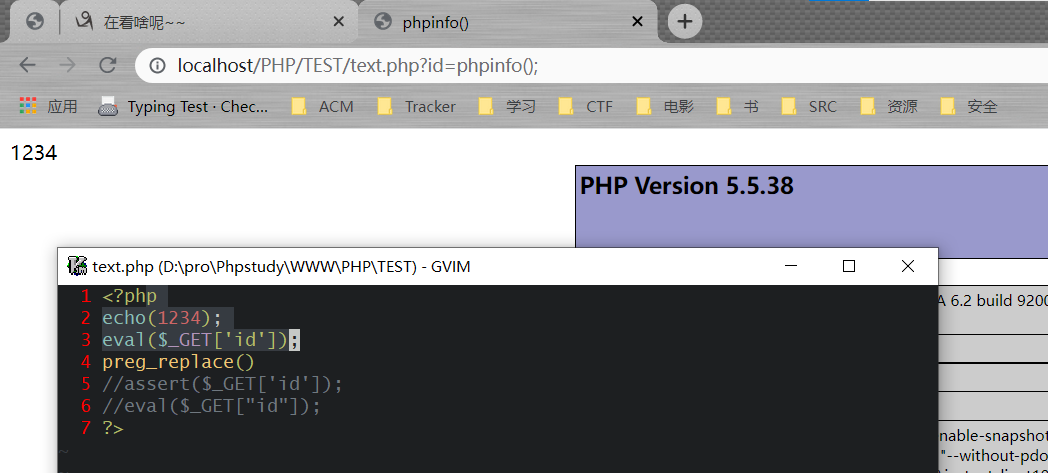 在看啥呢~~
phpinfo()
localhost/PHP/TEST/text.php?id=phpinfo();
应用 Typing Test · Chec... ACM Tracker 学习 CTF 电影 书 SRC 资源 安全
1234
PHP Version 5.5.38
text.php (D:\pro\Phpstudy\WWW\PHP\TEST) - GVIM
A 6.2 build 9200
1 <?php
2 echo(1234);
3 eval($_GET['id']);
4 preg_replace()
5 //assert($_GET['id']);
6 //eval($_GET["id"]);
7 ?>
~
nable-snapshot
"--without-pdo